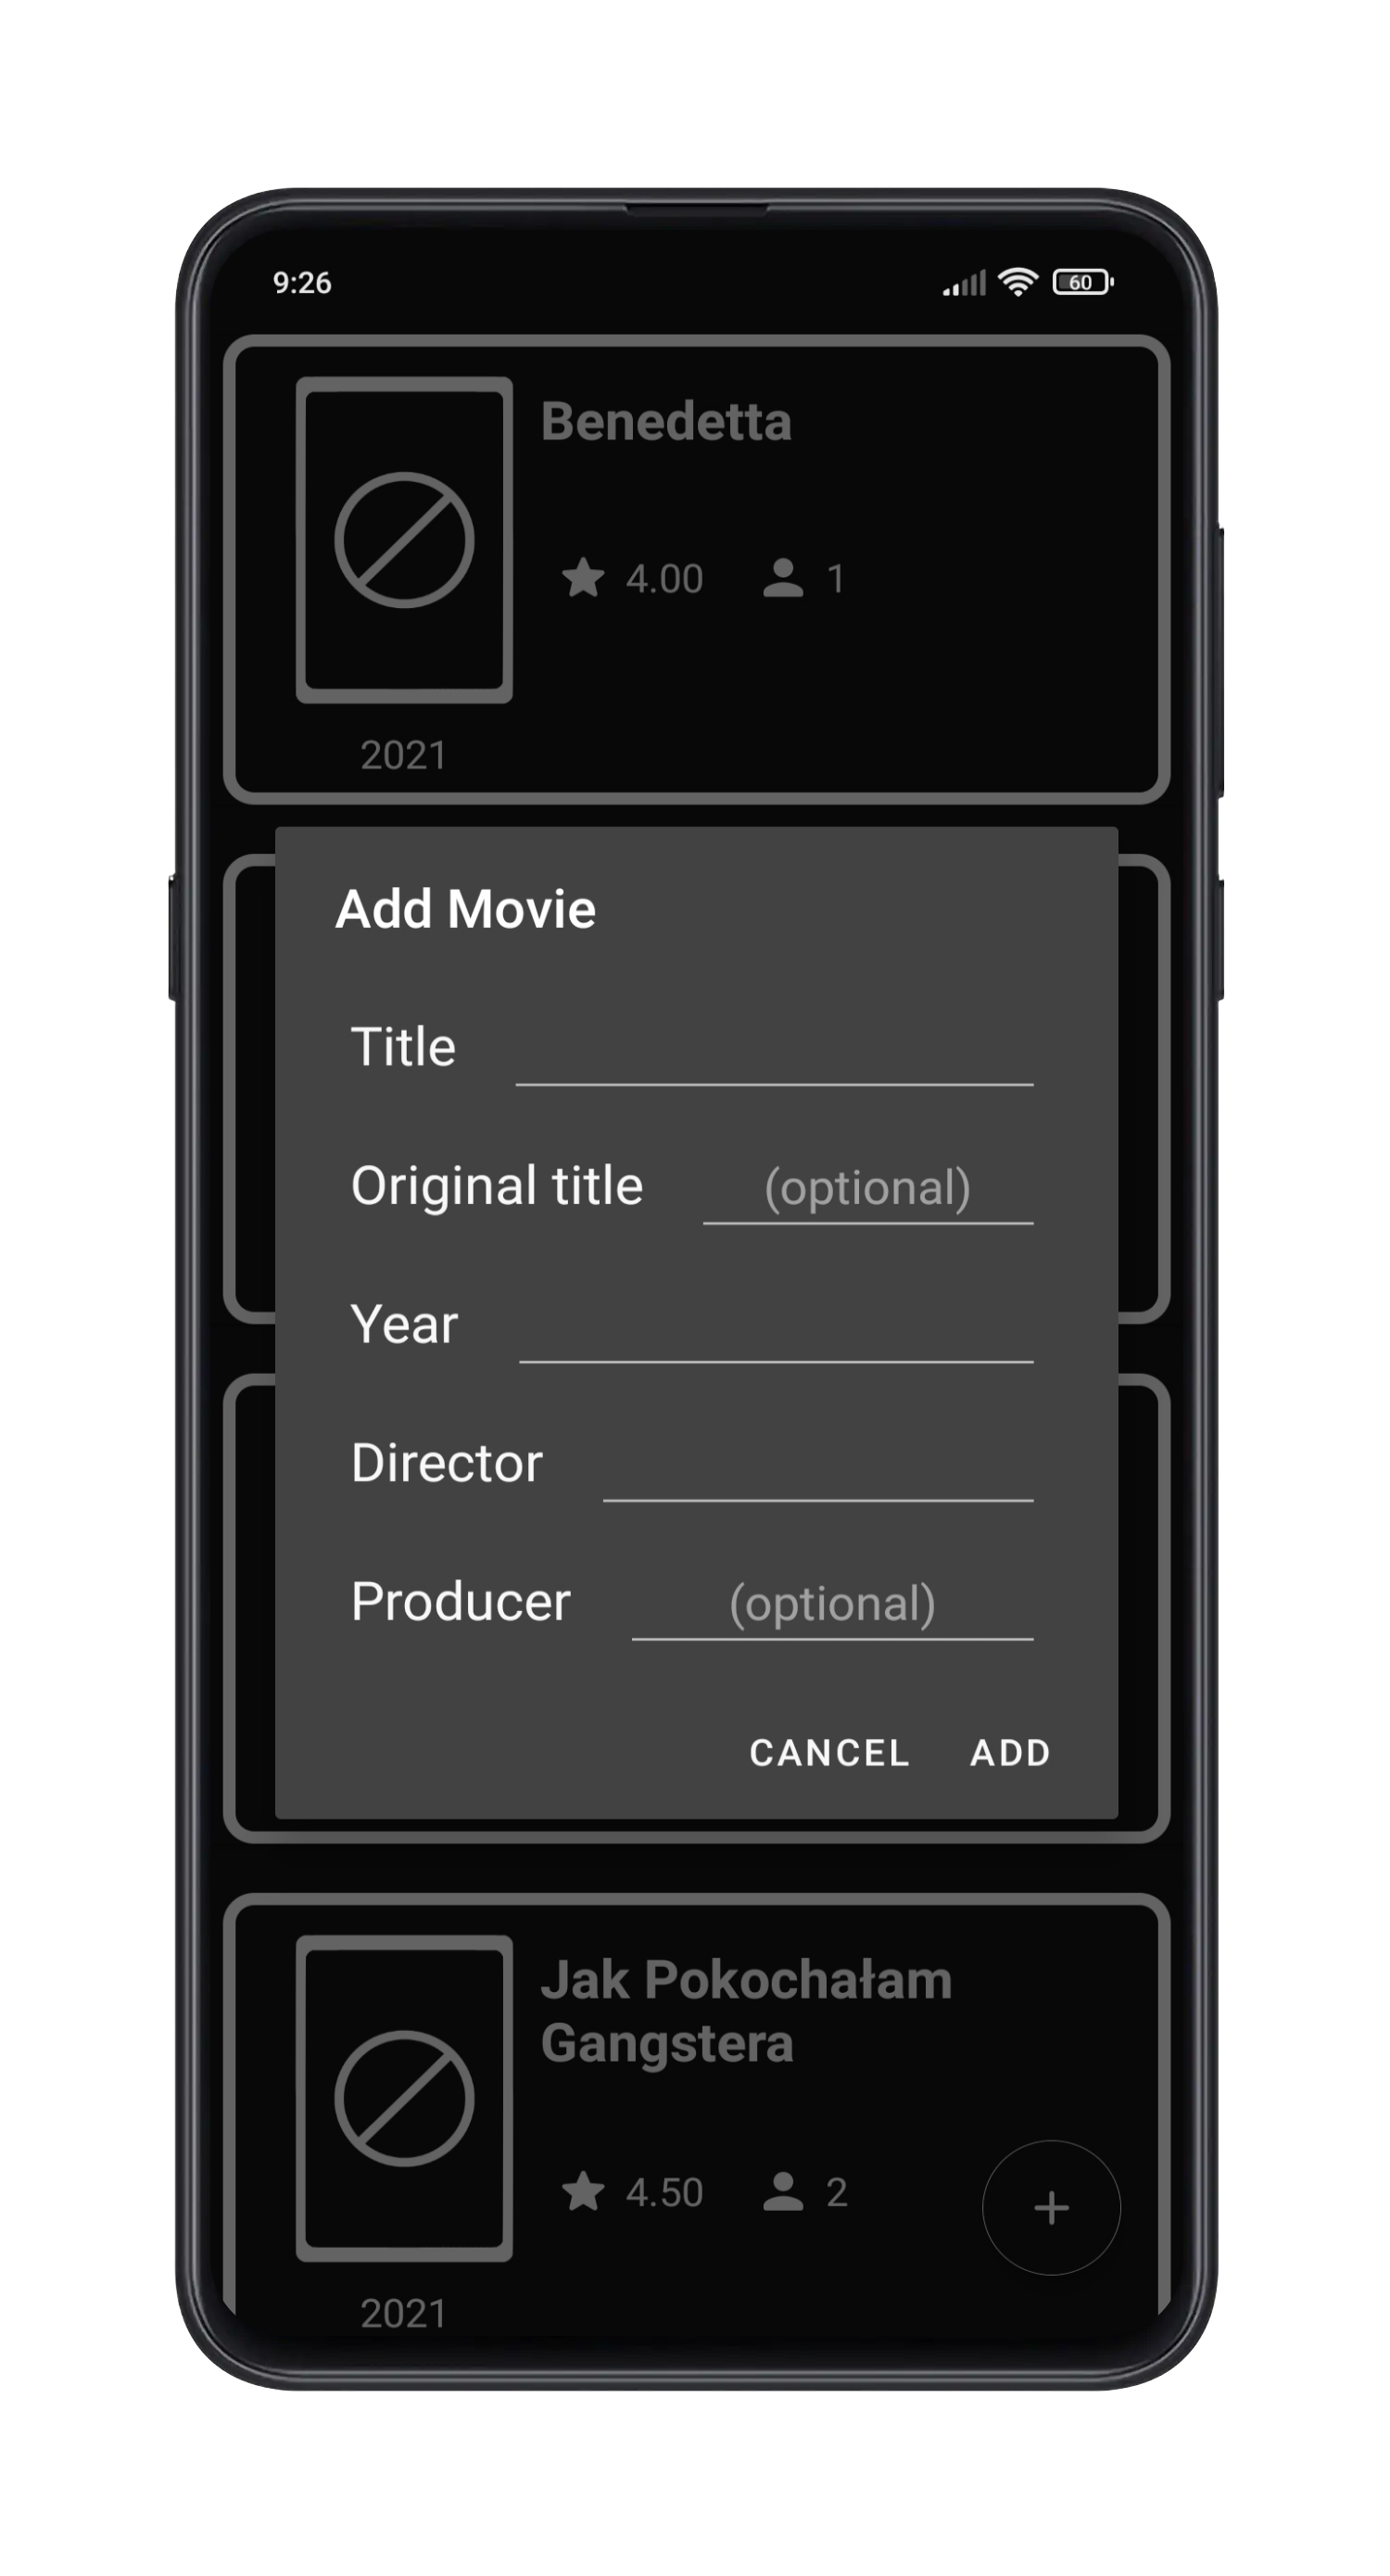 9:26 60
Benedetta
4.00 1
2021
Add Movie
Title
Original title (optional)
Year
Director
Producer (optional)
CANCEL ADD
Jak Pokochałam
Gangstera
4.50 2
+
2021